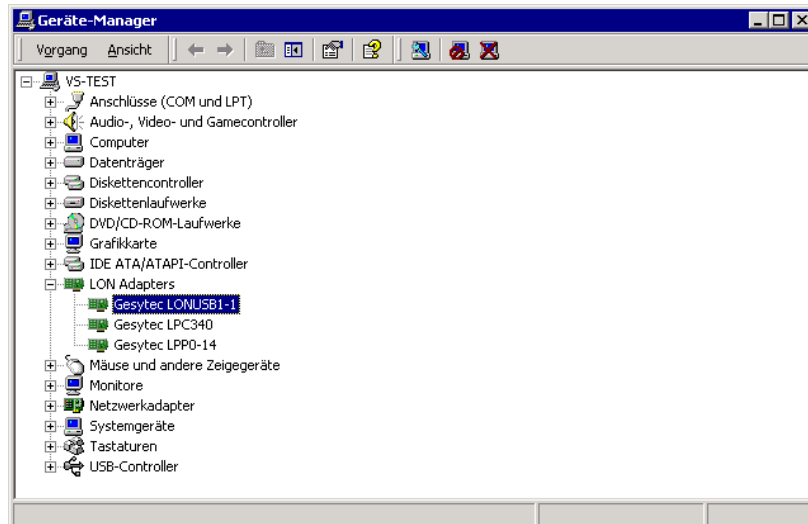 Geräte-Manager
Vorgang Ansicht
VS-TEST
Anschlüsse (COM und LPT)
Audio-, Video- und Gamecontroller
Computer
Datenträger
Diskettencontroller
Diskettenlaufwerke
DVD/CD-ROM-Laufwerke
Grafikkarte
IDE ATA/ATAPI-Controller
LON Adapters
Gesytec LONUSB1-1
Gesytec LPC340
Gesytec LPP0-14
Mäuse und andere Zeigegeräte
Monitore
Netzwerkadapter
Systemgeräte
Tastaturen
USB-Controller